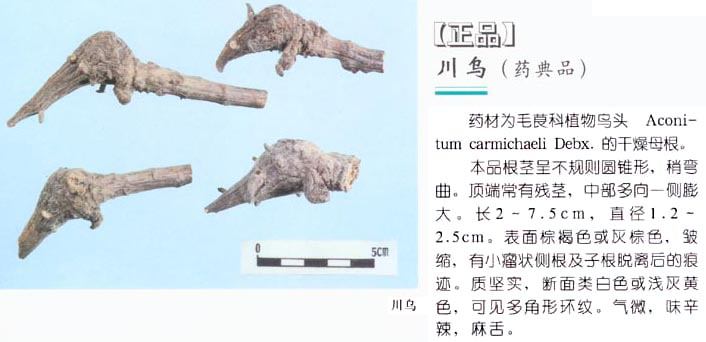 【正品】
川乌（药典品）
药材为毛茛科植物乌头 Aconi-
tum carmichaeli Debx. 的干燥母根。
本品根茎呈不规则圆锥形，稍弯
曲。顶端常有残茎，中部多向一侧膨
大。长2~7.5cm，直径1.2~
2.5cm。表面棕褐色或灰棕色，皱
缩，有小瘤状侧根及子根脱离后的痕
迹。质坚实，断面类白色或浅灰黄
色，可见多角形环纹。气微，味辛
辣，麻舌。
0
5cm
川乌